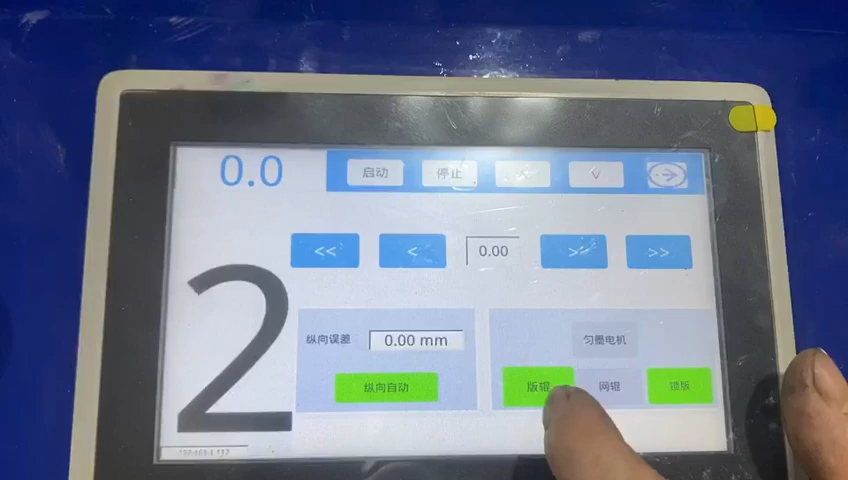 0.0 启动 停止 ∨
<< < 0.00 >> >>
2
纵向误差 0.00 mm 匀墨电机
纵向自动 版辊 网辊 锁版